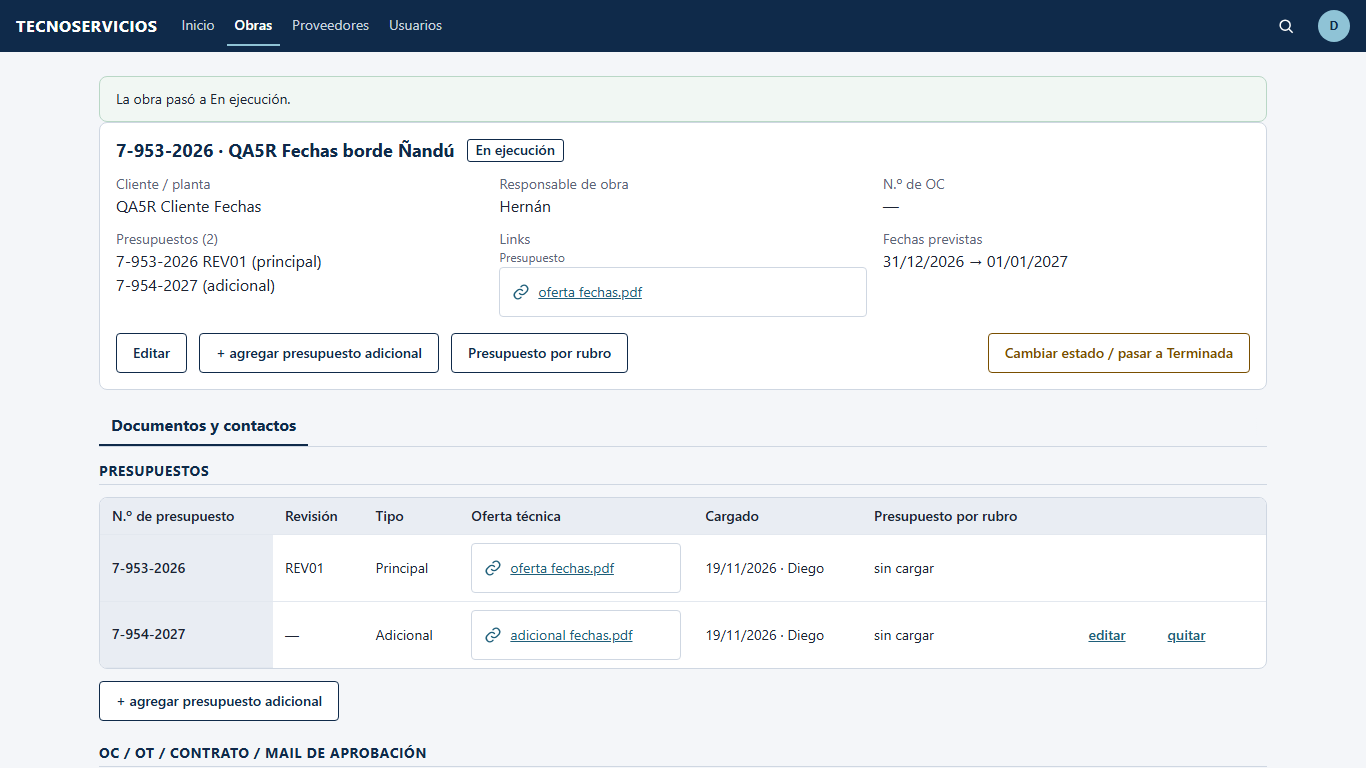 TECNOSERVICIOS Inicio Obras Proveedores Usuarios D
La obra pasó a En ejecución.
7-953-2026 · QA5R Fechas borde Ñandú En ejecución
Cliente / planta Responsable de obra N.º de OC
QA5R Cliente Fechas Hernán —
Presupuestos (2) Links Fechas previstas
Presupuesto
7-953-2026 REV01 (principal) 31/12/2026 → 01/01/2027
7-954-2027 (adicional)
oferta fechas.pdf
Editar + agregar presupuesto adicional Presupuesto por rubro Cambiar estado / pasar a Terminada
Documentos y contactos
PRESUPUESTOS
N.º de presupuesto Revisión Tipo Oferta técnica Cargado Presupuesto por rubro
7-953-2026 REV01 Principal oferta fechas.pdf 19/11/2026 · Diego sin cargar
7-954-2027 — Adicional adicional fechas.pdf 19/11/2026 · Diego sin cargar editar quitar
+ agregar presupuesto adicional
OC / OT / CONTRATO / MAIL DE APROBACIÓN